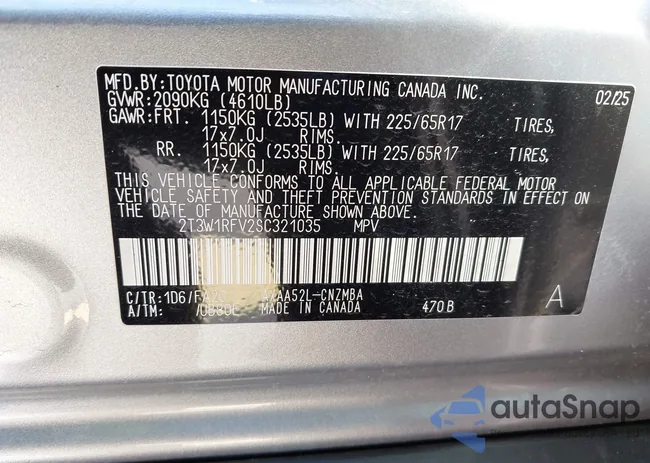 MFD.BY:TOYOTA MOTOR MANUFACTURING CANADA INC. 02/25
GVWR:2090KG (4610LB)
GAWR:FRT. 1150KG (2535LB) WITH 225/65R17 TIRES,
17x7.0J RIMS.
RR. 1150KG (2535LB) WITH 225/65R17 TIRES,
17x7.0J RIMS.
THIS VEHICLE CONFORMS TO ALL APPLICABLE FEDERAL MOTOR
VEHICLE SAFETY AND THEFT PREVENTION STANDARDS IN EFFECT ON
THE DATE OF MANUFACTURE SHOWN ABOVE.
2T3W1RFV2SC321035 MPV
C/TR:1D6/ A
A/TM: MADE IN CANADA 470B
autoSnap